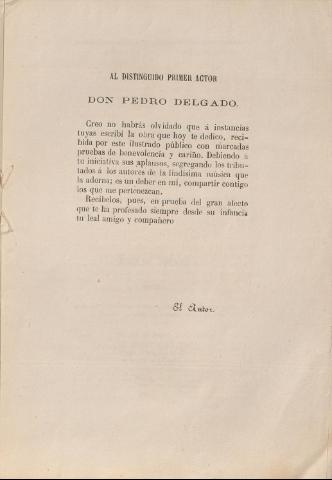 AL DISTINGUIDO PRIMER ACTOR
DON PEDRO DELGADO.
Creo no habrás olvidado que á instancias
tuyas escribí la obra que hoy te dedico, reci-
bida por este ilustrado público con marcadas
pruebas de benevolencia y cariño. Debiendo á
tu iniciativa sus aplausos, segregando los tribu-
tados á los autores de la lindísima música que
la adorna; es un deber en mí, compartir contigo
los que me pertenezcan.
Recíbelos, pues, en prueba del gran afecto
que te ha profesado siempre desde su infancia
tu leal amigo y compañero
El Autor.